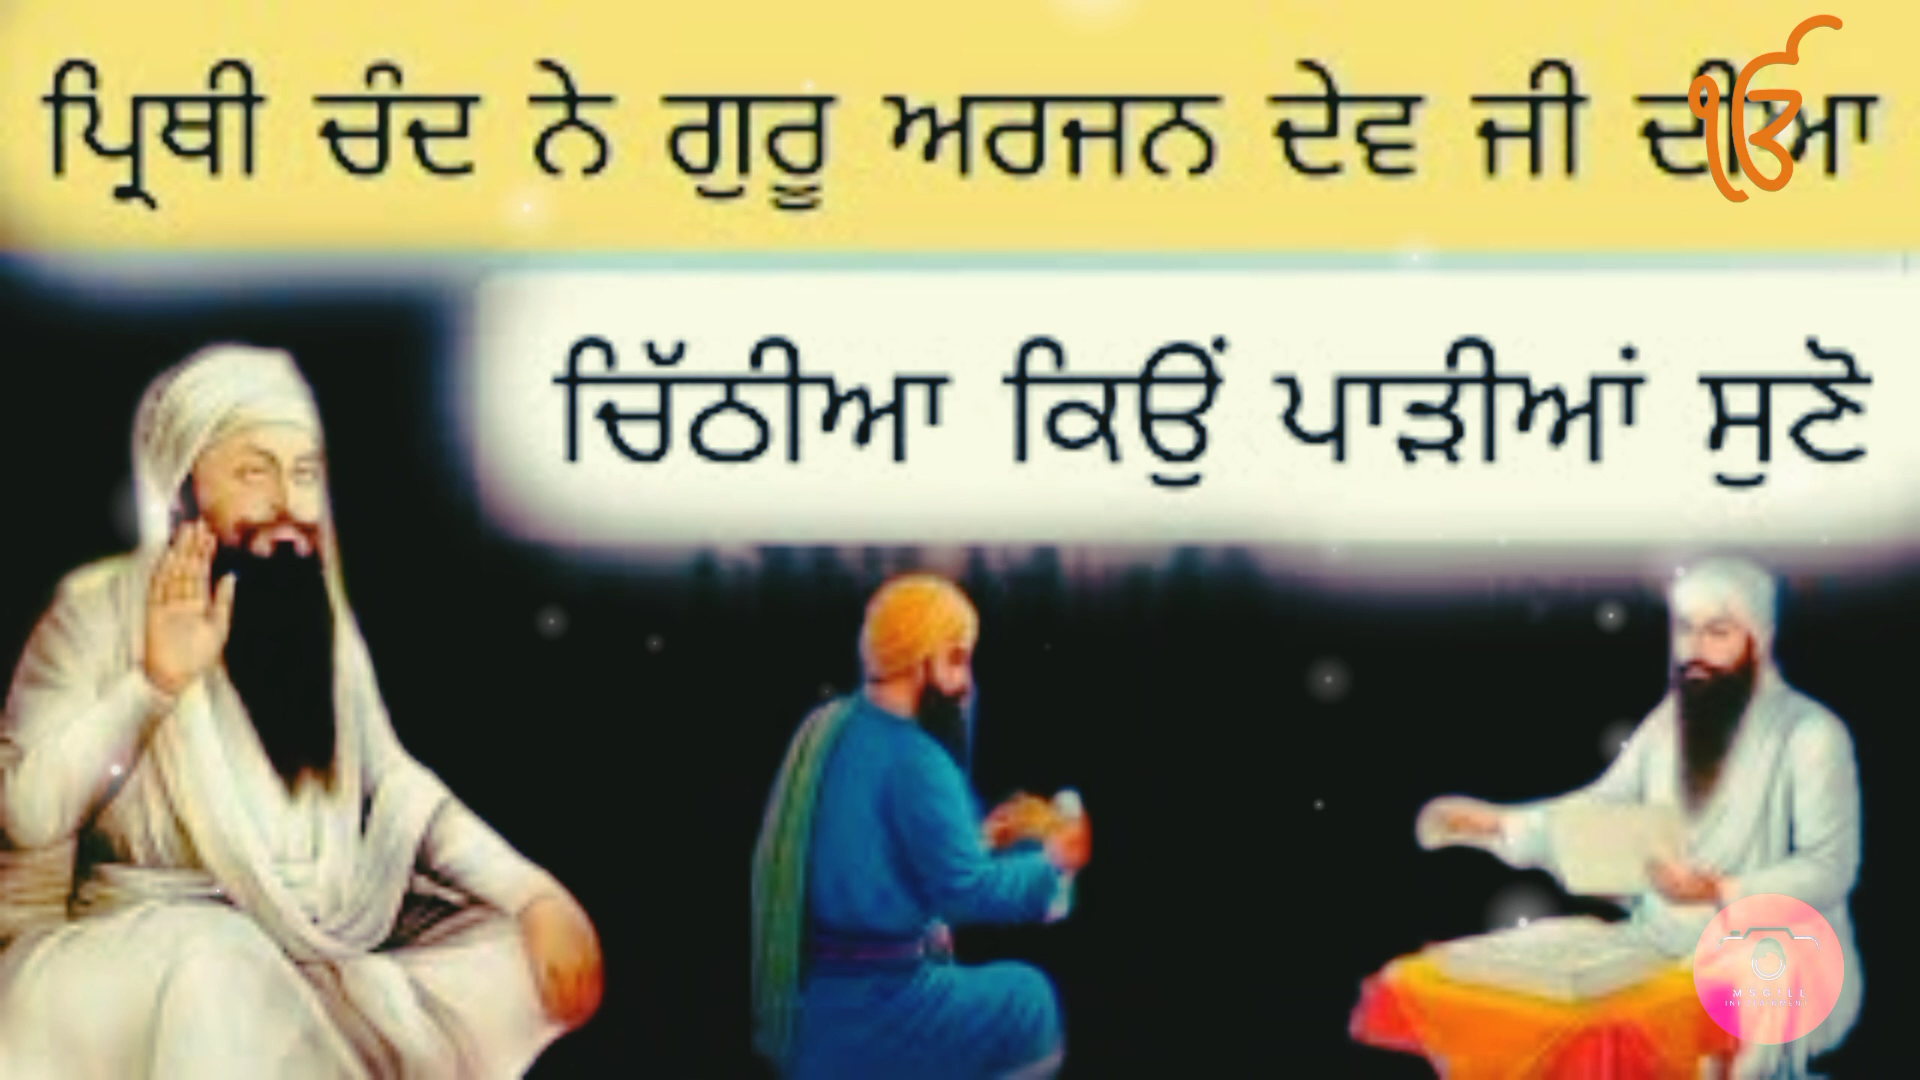 ਪ੍ਰਿਥੀ ਚੰਦ ਨੇ ਗੁਰੂ ਅਰਜਨ ਦੇਵ ਜੀ ਦੀਆ
ੴ
ਚਿੱਠੀਆ ਕਿਉਂ ਪਾੜੀਆਂ ਸੁਣੋ